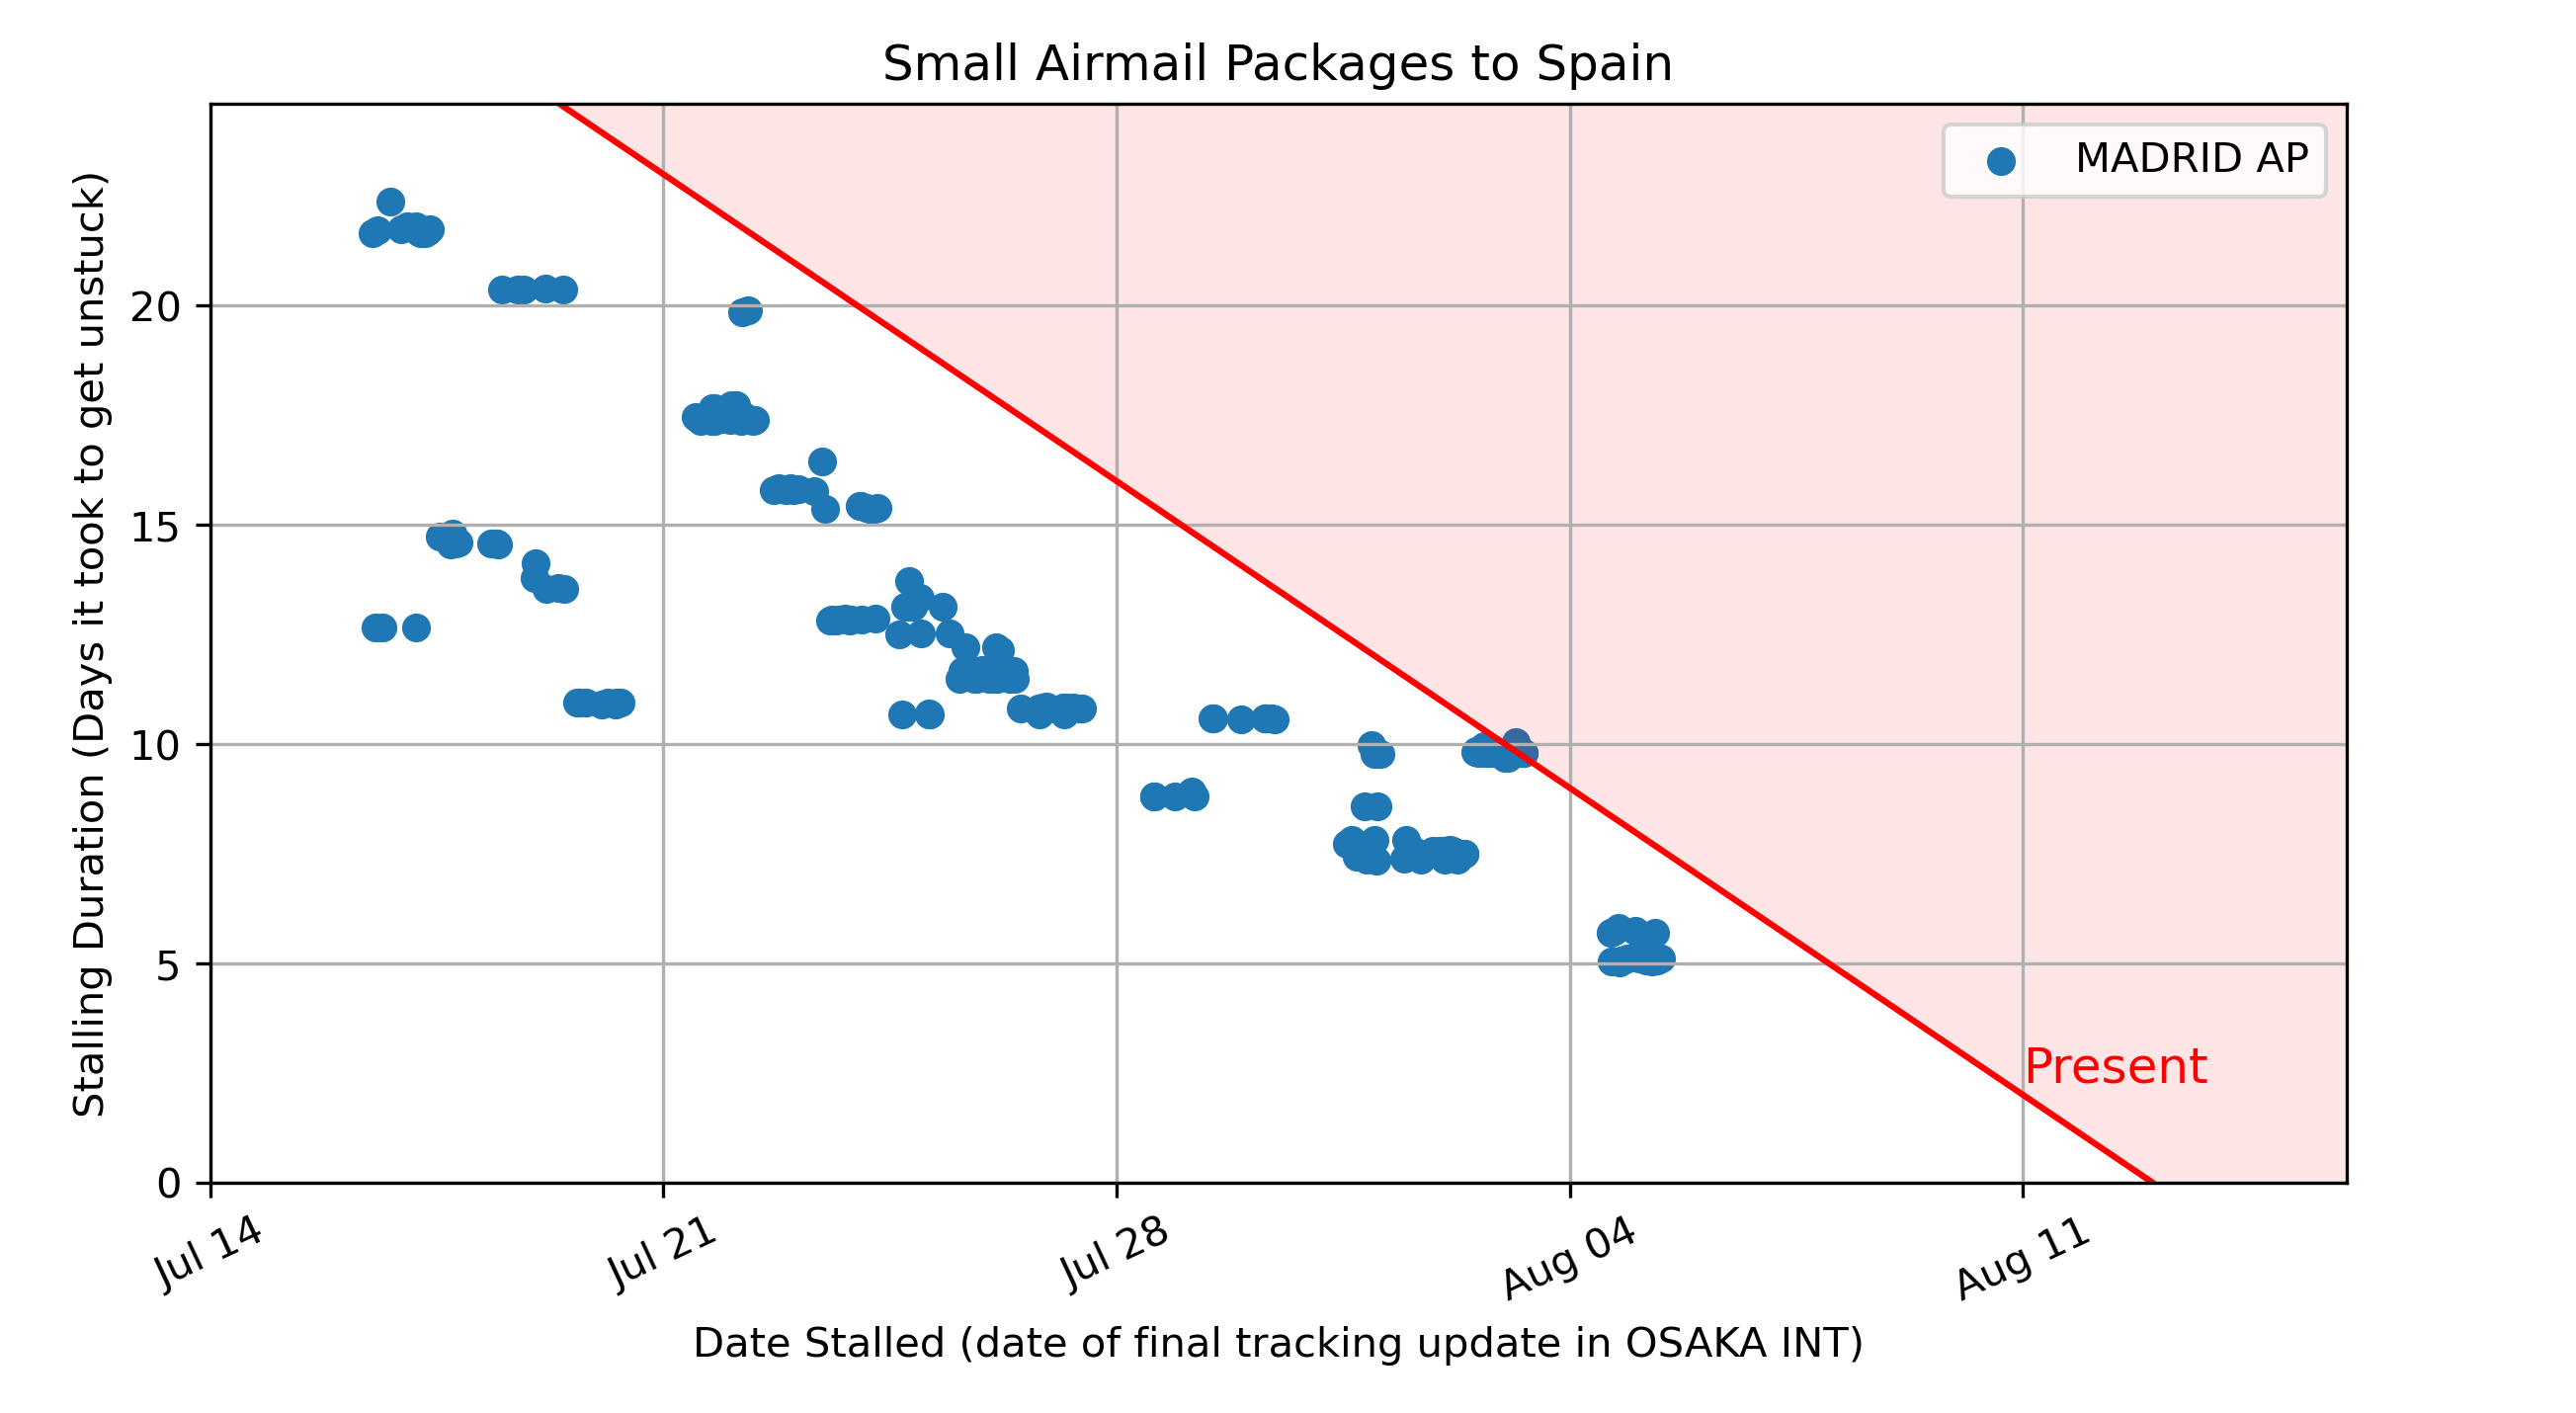 Small Airmail Packages to Spain
MADRID AP
Stalling Duration (Days it took to get unstuck)
20
15
10
5
0
Present
Jul 14
Jul 21
Jul 28
Aug 04
Aug 11
Date Stalled (date of final tracking update in OSAKA INT)